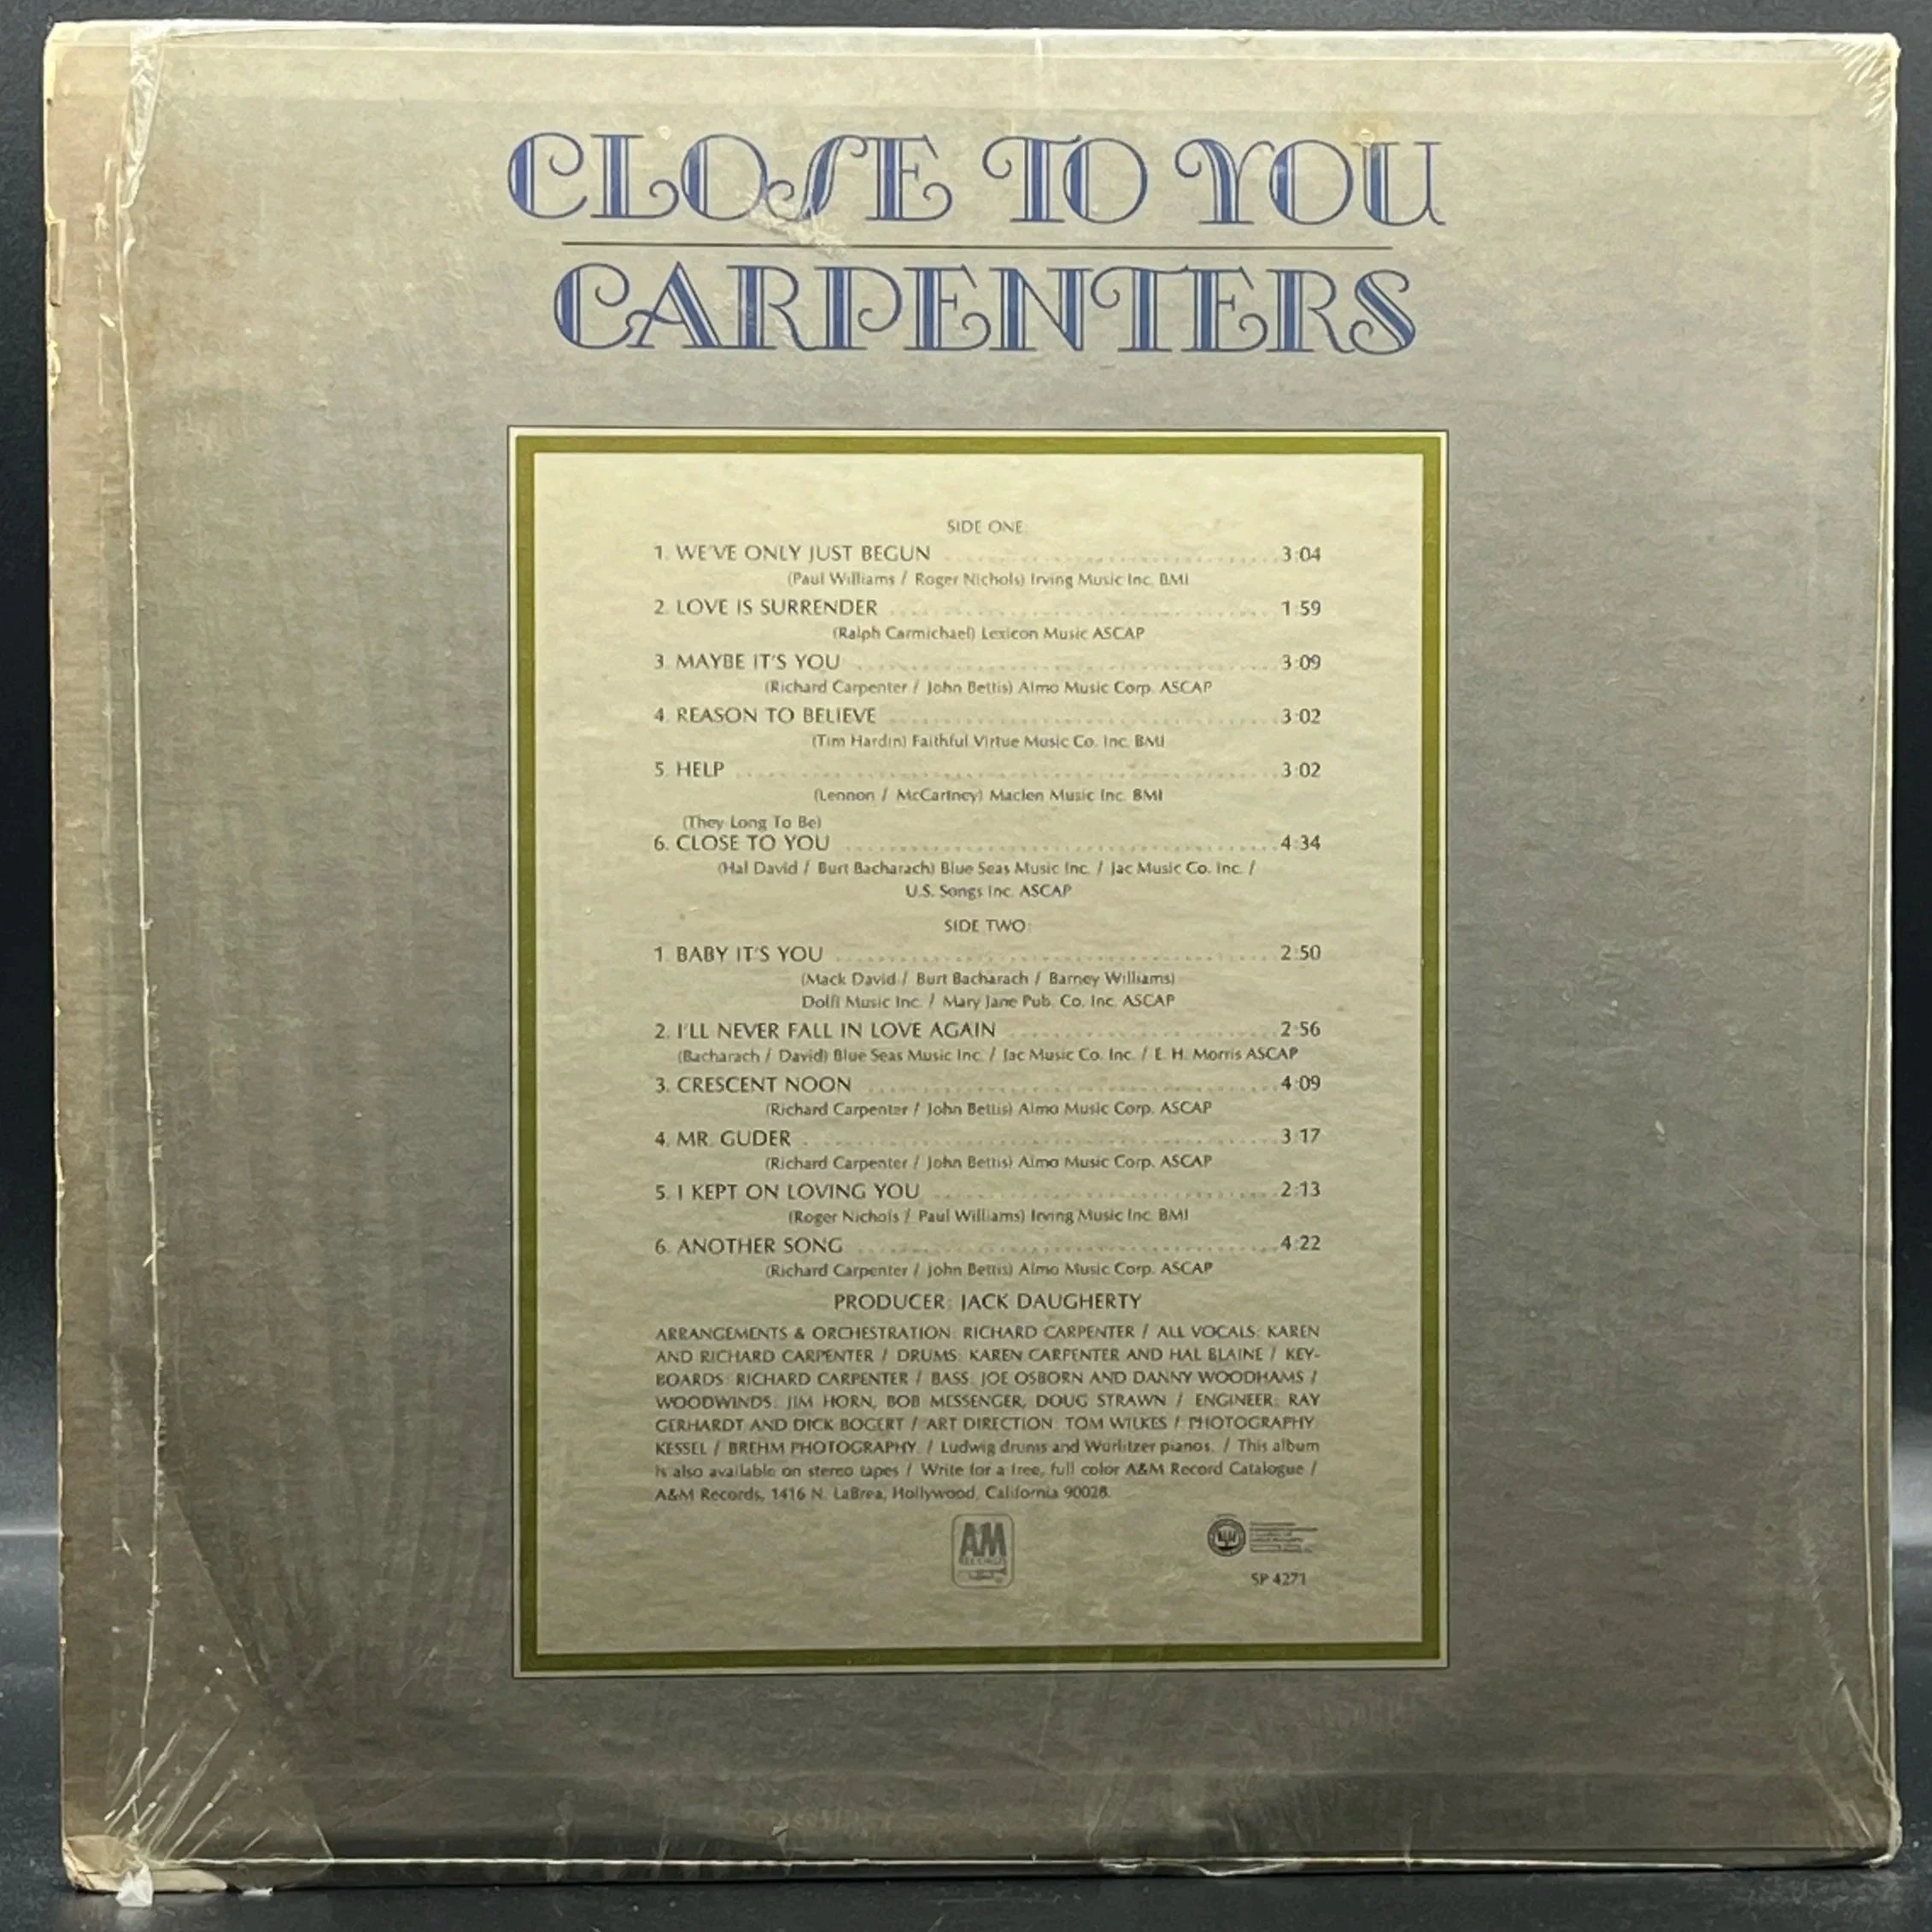 CLOSE TO YOU
CARPENTERS
SIDE ONE
1. WE'VE ONLY JUST BEGUN ........ 3:04
(Paul Williams / Roger Nichols) Irving Music Inc. BMI
2. LOVE IS SURRENDER ........ 1:59
(Ralph Carmichael) Lexicon Music ASCAP
3. MAYBE IT'S YOU ........ 3:09
(Richard Carpenter / John Bettis) Almo Music Corp. ASCAP
4. REASON TO BELIEVE ........ 3:02
(Tim Hardin) Faithful Virtue Music Co. Inc. BMI
5. HELP ........ 3:02
(Lennon / McCartney) Maclen Music Inc. BMI
(They Long To Be)
6. CLOSE TO YOU ........ 4:34
(Hal David / Burt Bacharach) Blue Seas Music Inc. / Jac Music Co. Inc. /
U.S. Songs Inc. ASCAP
SIDE TWO:
1. BABY IT'S YOU ........ 2:50
(Mack David / Burt Bacharach / Barney Williams)
Dolfi Music Inc. / Mary Jane Pub. Co. Inc. ASCAP
2. I'LL NEVER FALL IN LOVE AGAIN ........ 2:56
(Bacharach / David) Blue Seas Music Inc. / Jac Music Co. Inc. / E. H. Morris ASCAP
3. CRESCENT NOON ........ 4:09
(Richard Carpenter / John Bettis) Almo Music Corp. ASCAP
4. MR. GUDER ........ 3:17
(Richard Carpenter / John Bettis) Almo Music Corp. ASCAP
5. I KEPT ON LOVING YOU ........ 2:13
(Roger Nichols / Paul Williams) Irving Music Inc. BMI
6. ANOTHER SONG ........ 4:22
(Richard Carpenter / John Bettis) Almo Music Corp. ASCAP
PRODUCER: JACK DAUGHERTY
ARRANGEMENTS & ORCHESTRATION: RICHARD CARPENTER / ALL VOCALS: KAREN
AND RICHARD CARPENTER / DRUMS: KAREN CARPENTER AND HAL BLAINE / KEY-
BOARDS: RICHARD CARPENTER / BASS: JOE OSBORN AND DANNY WOODHAMS /
WOODWINDS: JIM HORN, BOB MESSENGER, DOUG STRAWN / ENGINEER: RAY
GERHARDT AND DICK BOGERT / ART DIRECTION: TOM WILKES / PHOTOGRAPHY:
KESSEL / BREHM PHOTOGRAPHY. / Ludwig drums and Wurlitzer pianos. / This album
is also available on stereo tapes / Write for a free, full color A&M Record Catalogue /
A&M Records, 1416 N. LaBrea, Hollywood, California 90028.
A&M
RECORDS
SP 4271